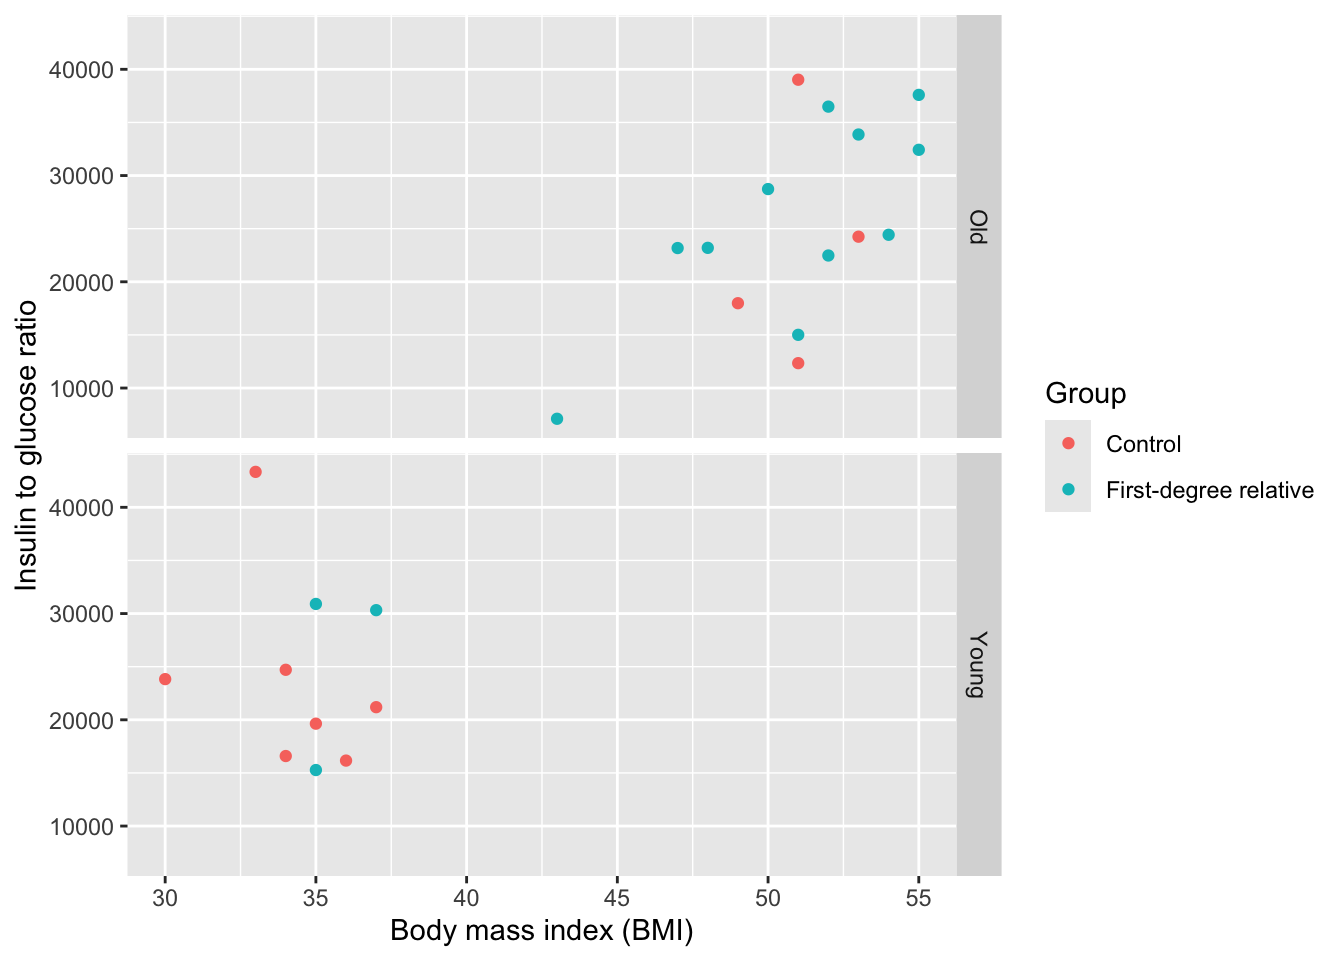 Insulin to glucose ratio
40000
30000
20000
10000
Old
40000
30000
20000
10000
Young
30 35 40 45 50 55
Body mass index (BMI)
Group
Control
First-degree relative